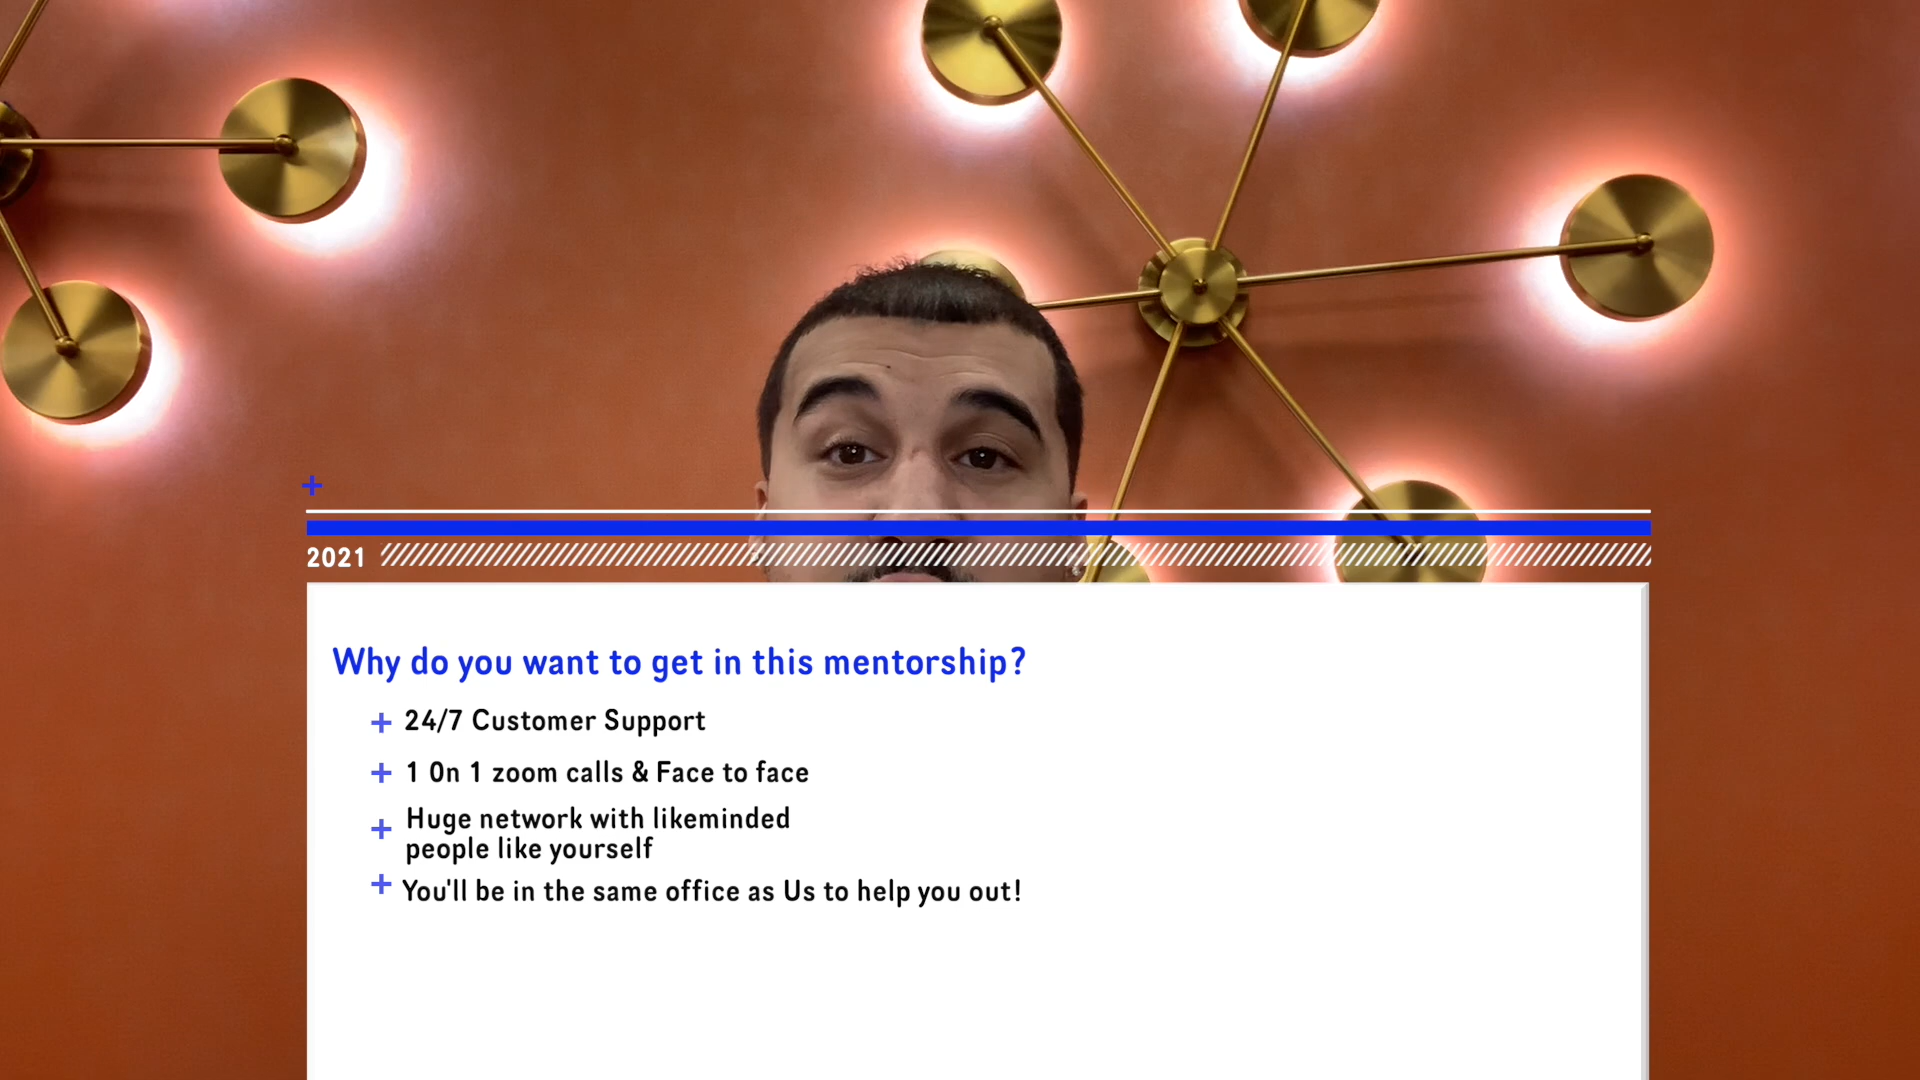 2021
Why do you want to get in this mentorship?
24/7 Customer Support
1 0n 1 zoom calls & Face to face
Huge network with likeminded
people like yourself
You'll be in the same office as Us to help you out!